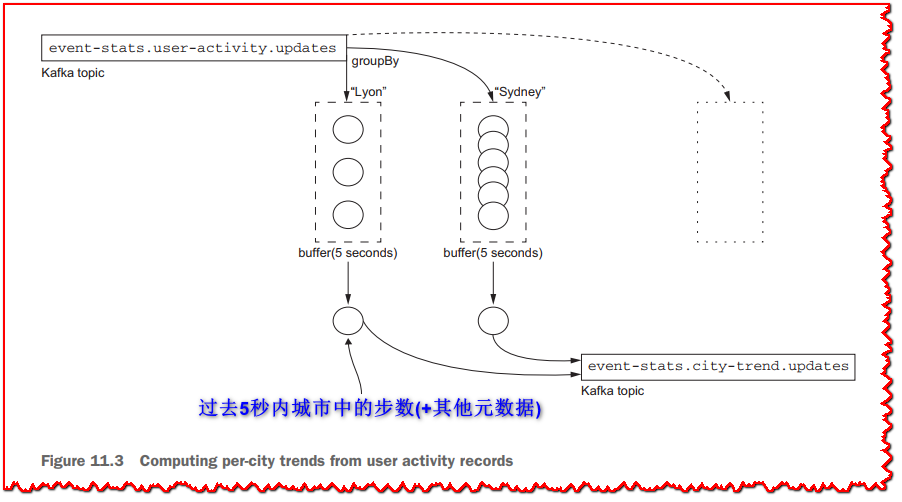 event-stats.user-activity.updates
Kafka topic
groupBy
“Lyon”
“Sydney”
buffer(5 seconds)
buffer(5 seconds)
event-stats.city-trend.updates
Kafka topic
过去5秒内城市中的步数(+其他元数据)
Figure 11.3 Computing per-city trends from user activity records